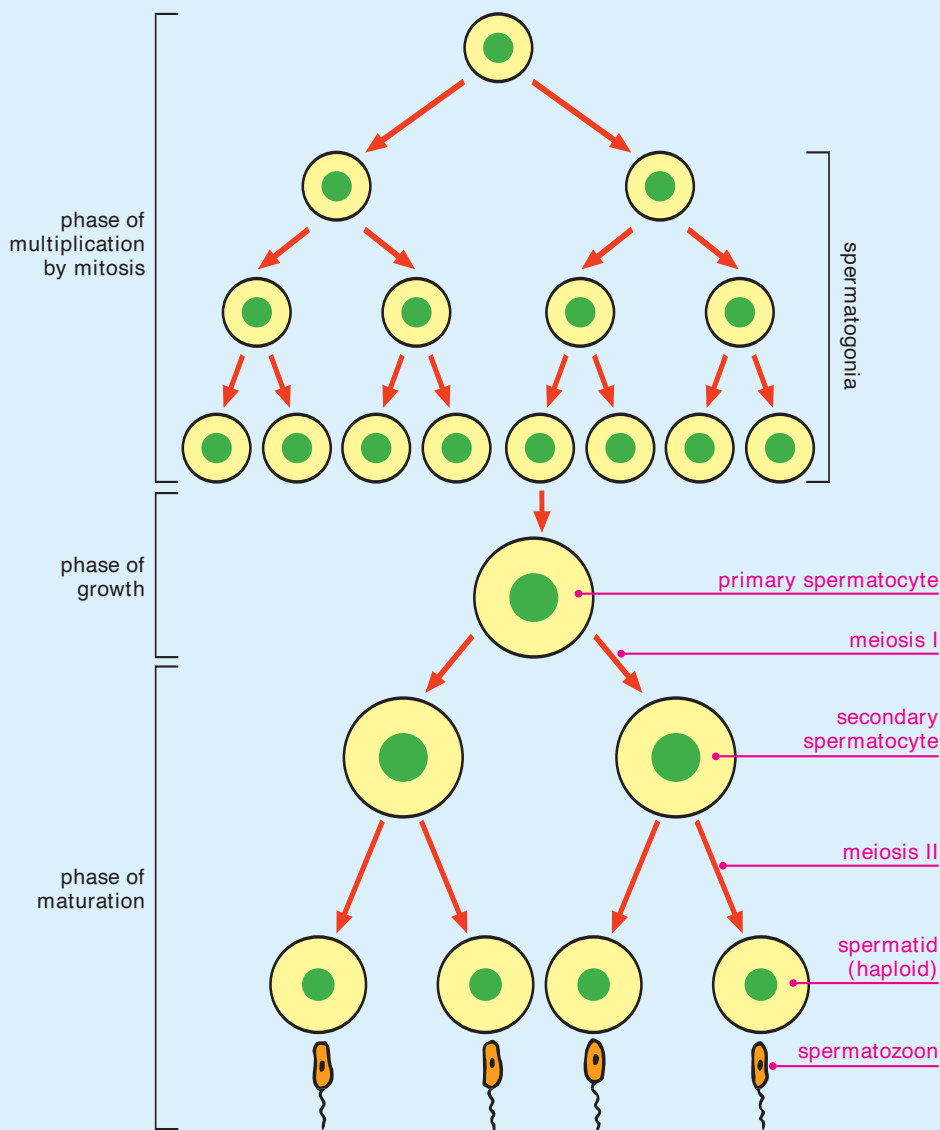 phase of
multiplication
by mitosis
spermatogonia
phase of
growth
primary spermatocyte
meiosis I
secondary
spermatocyte
meiosis II
phase of
maturation
spermatid
(haploid)
spermatozoon